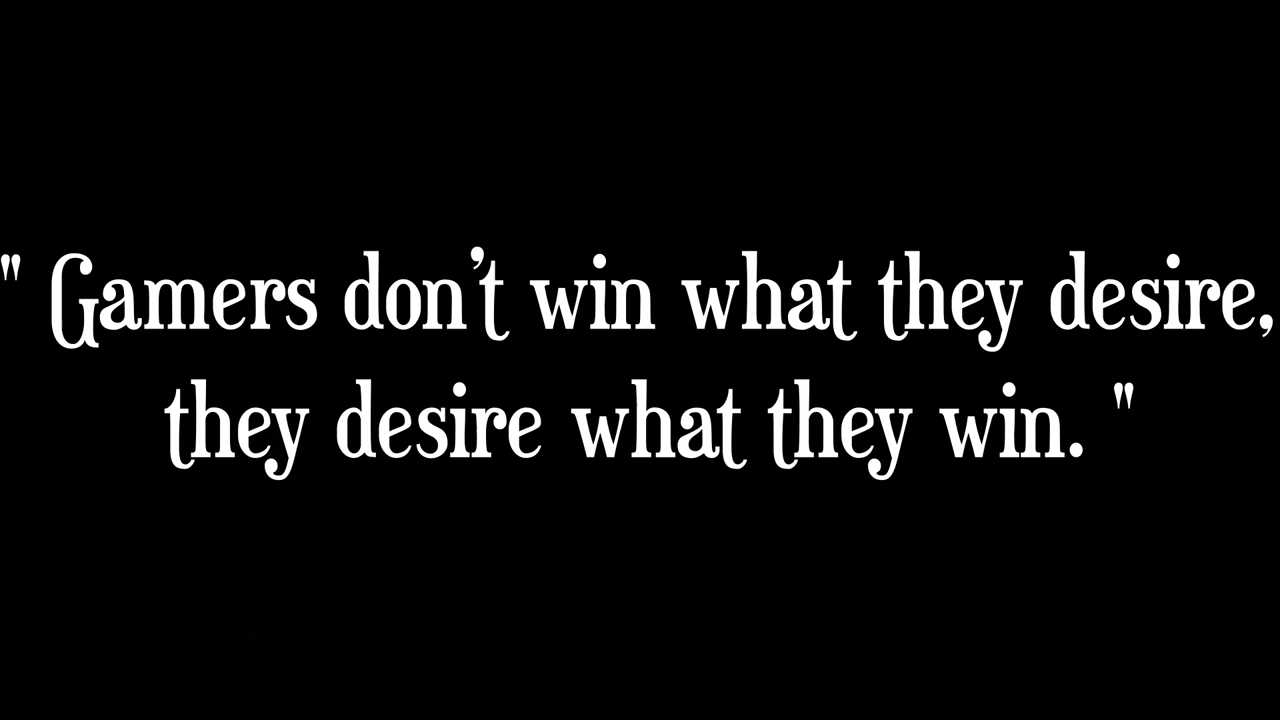 " Gamers don't win what they desire,
they desire what they win. "